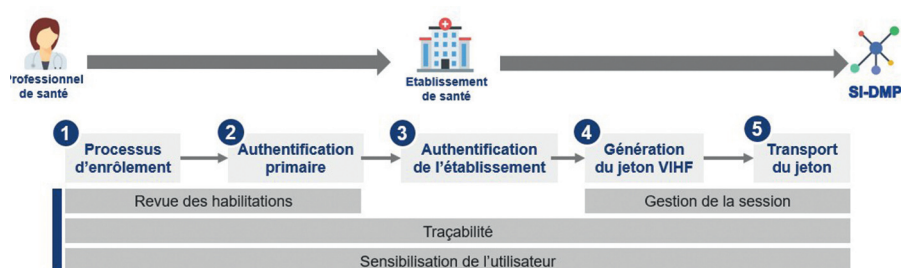 Professionnel
de santé
Etablissement
de santé
SI-DMP
1
Processus
d'enrôlement
2
Authentification
primaire
3
Authentification
de l'établissement
4
Génération
du jeton VIHF
5
Transport
du jeton
Revue des habilitations
Gestion de la session
Traçabilité
Sensibilisation de l'utilisateur